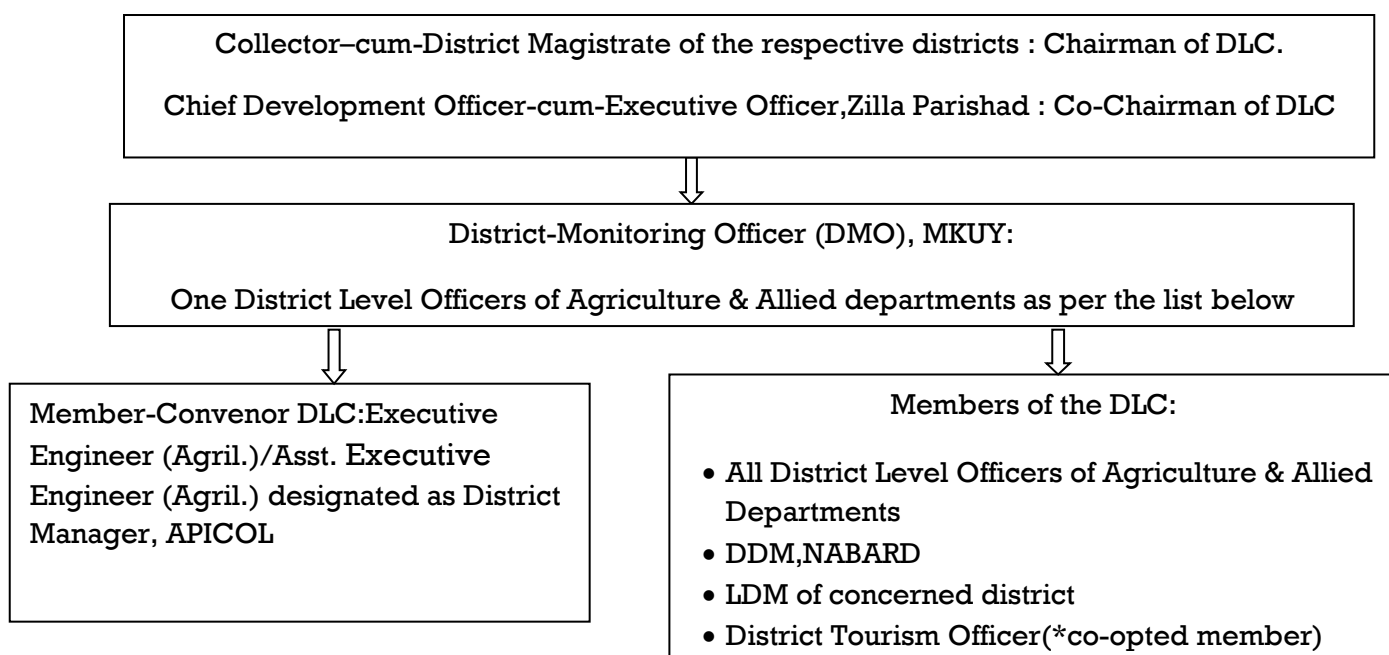 Collector–cum-District Magistrate of the respective districts : Chairman of DLC.
Chief Development Officer-cum-Executive Officer,Zilla Parishad : Co-Chairman of DLC
District-Monitoring Officer (DMO), MKUY:
One District Level Officers of Agriculture & Allied departments as per the list below
Member-Convenor DLC:Executive
Engineer (Agril.)/Asst. Executive
Engineer (Agril.) designated as District
Manager, APICOL
Members of the DLC:
• All District Level Officers of Agriculture & Allied
Departments
• DDM,NABARD
• LDM of concerned district
• District Tourism Officer(*co-opted member)